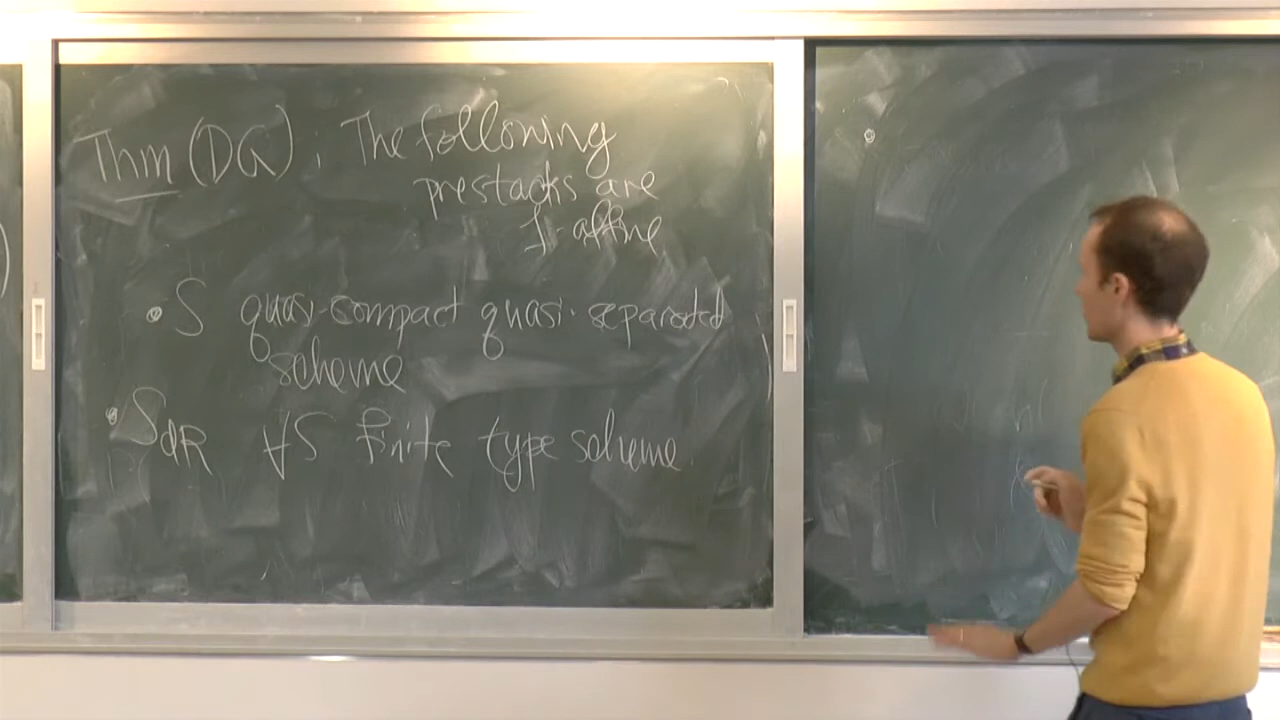 Thm (DG). The following
prestacks are
1-affine
• S quasi-compact quasi-separated
scheme
• S_dR ∀S finite type scheme.
•